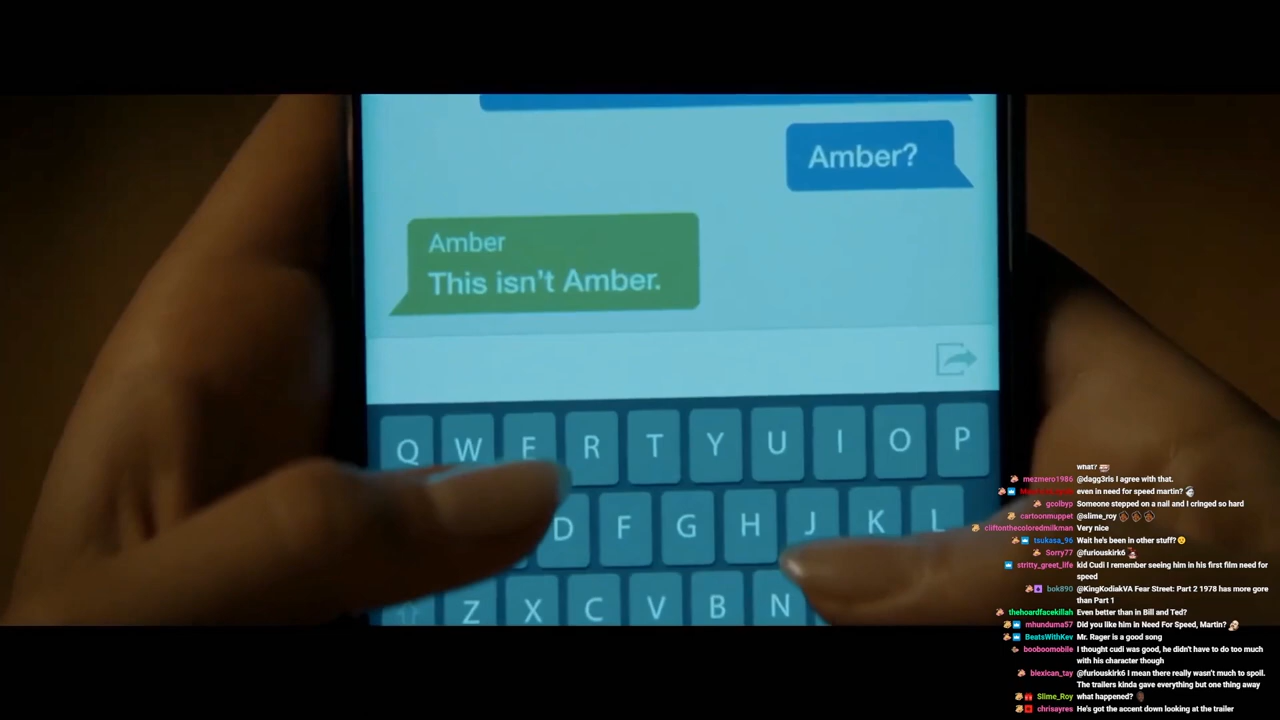 Amber?
Amber
This isn't Amber.
Q W E R T Y U I O P
D F G H J K L
Z X C V B N
what?
mezmero1986 @dagg3ris I agree with that.
even in need for speed martin?
gcolbyp Someone stepped on a nail and I cringed so hard
cartoonmuppet @slime_roy
cliftonthecoloredmilkman Very nice
tsukasa_96 Wait he's been in other stuff?
Sorry77 @furiouskirk6
stritty_greet_life kid Cudi I remember seeing him in his first film need for
speed
bok890 @KingKodiakVA Fear Street: Part 2 1978 has more gore
than Part 1
thehoardfacekillah Even better than in Bill and Ted?
mhunduma57 Did you like him in Need For Speed, Martin?
BeatsWithKev Mr. Rager is a good song
booboomobile I thought cudi was good, he didn't have to do too much
with his character though
blexican_tay @furiouskirk6 I mean there really wasn't much to spoil.
The trailers kinda gave everything but one thing away
Slime_Roy what happened?
chrisayres He's got the accent down looking at the trailer